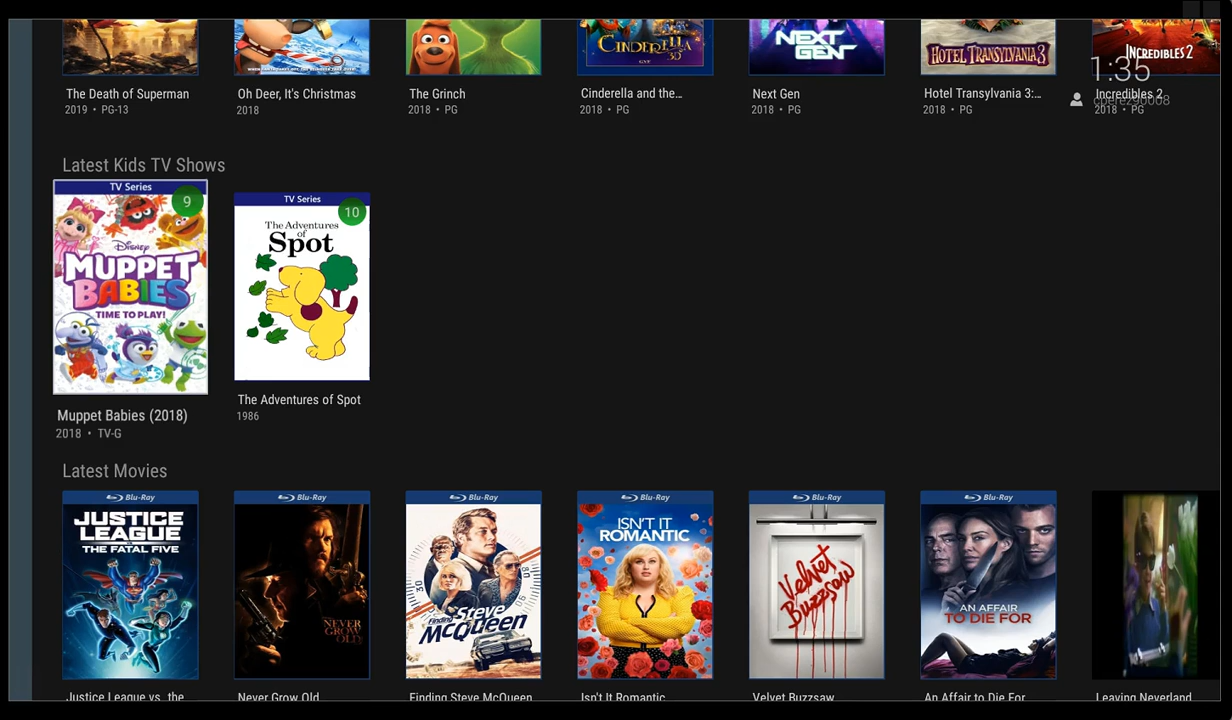 CINDERELLA
3D
NEXT
GEN
HOTEL TRANSYLVANIA 3
INCREDIBLES 2
1:35
The Death of Superman
Oh Deer, It's Christmas
The Grinch
Cinderella and the...
Next Gen
Hotel Transylvania 3:...
Incredibles 2
2019 • PG-13
2018
2018 • PG
2018 • PG
2018 • PG
2018 • PG
2018 • PG
Latest Kids TV Shows
TV Series
9
Disney
MUPPET
BABIES
TIME TO PLAY!
Muppet Babies (2018)
2018 • TV-G
TV Series
10
The Adventures
of
Spot
The Adventures of Spot
1986
Latest Movies
Blu-Ray
JUSTICE
LEAGUE
THE FATAL FIVE
Justice League vs. the
Blu-Ray
NEVER
GROW
OLD
Never Grow Old
Blu-Ray
Finding Steve
McQUEEN
Finding Steve McQueen
Blu-Ray
ISN'T IT
ROMANTIC
Isn't It Romantic
Blu-Ray
Velvet
Buzzsaw
Velvet Buzzsaw
Blu-Ray
AN AFFAIR
TO DIE FOR
An Affair to Die For
Leaving Neverland